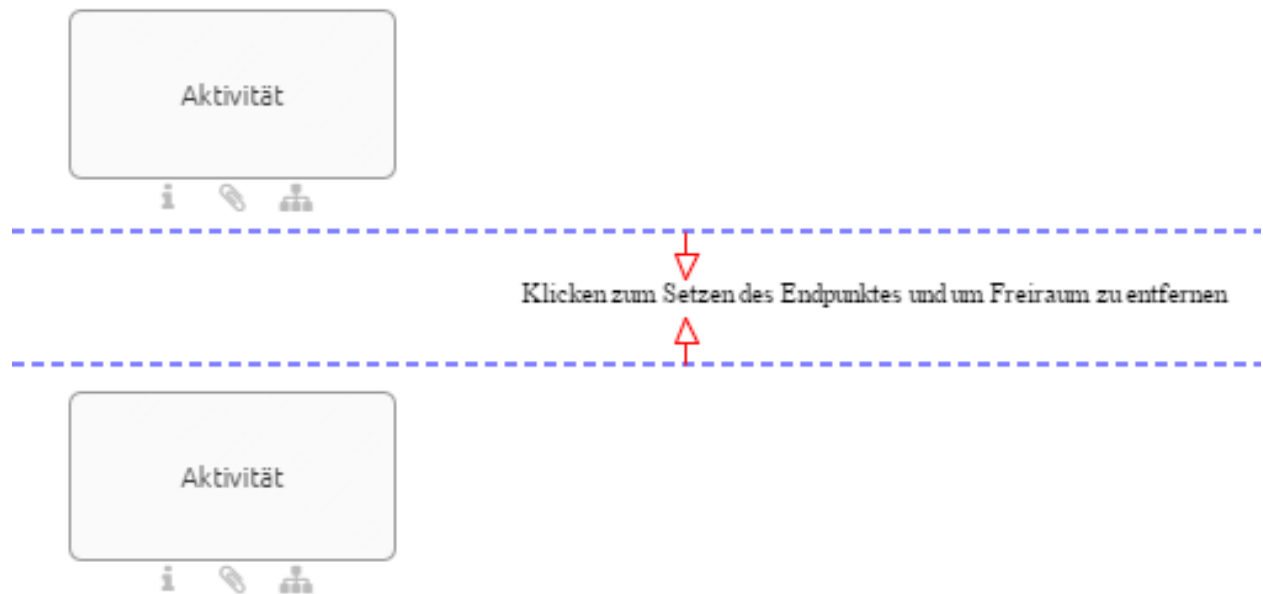 Aktivität
Klicken zum Setzen des Endpunktes und um Freiraum zu entfernen
Aktivität